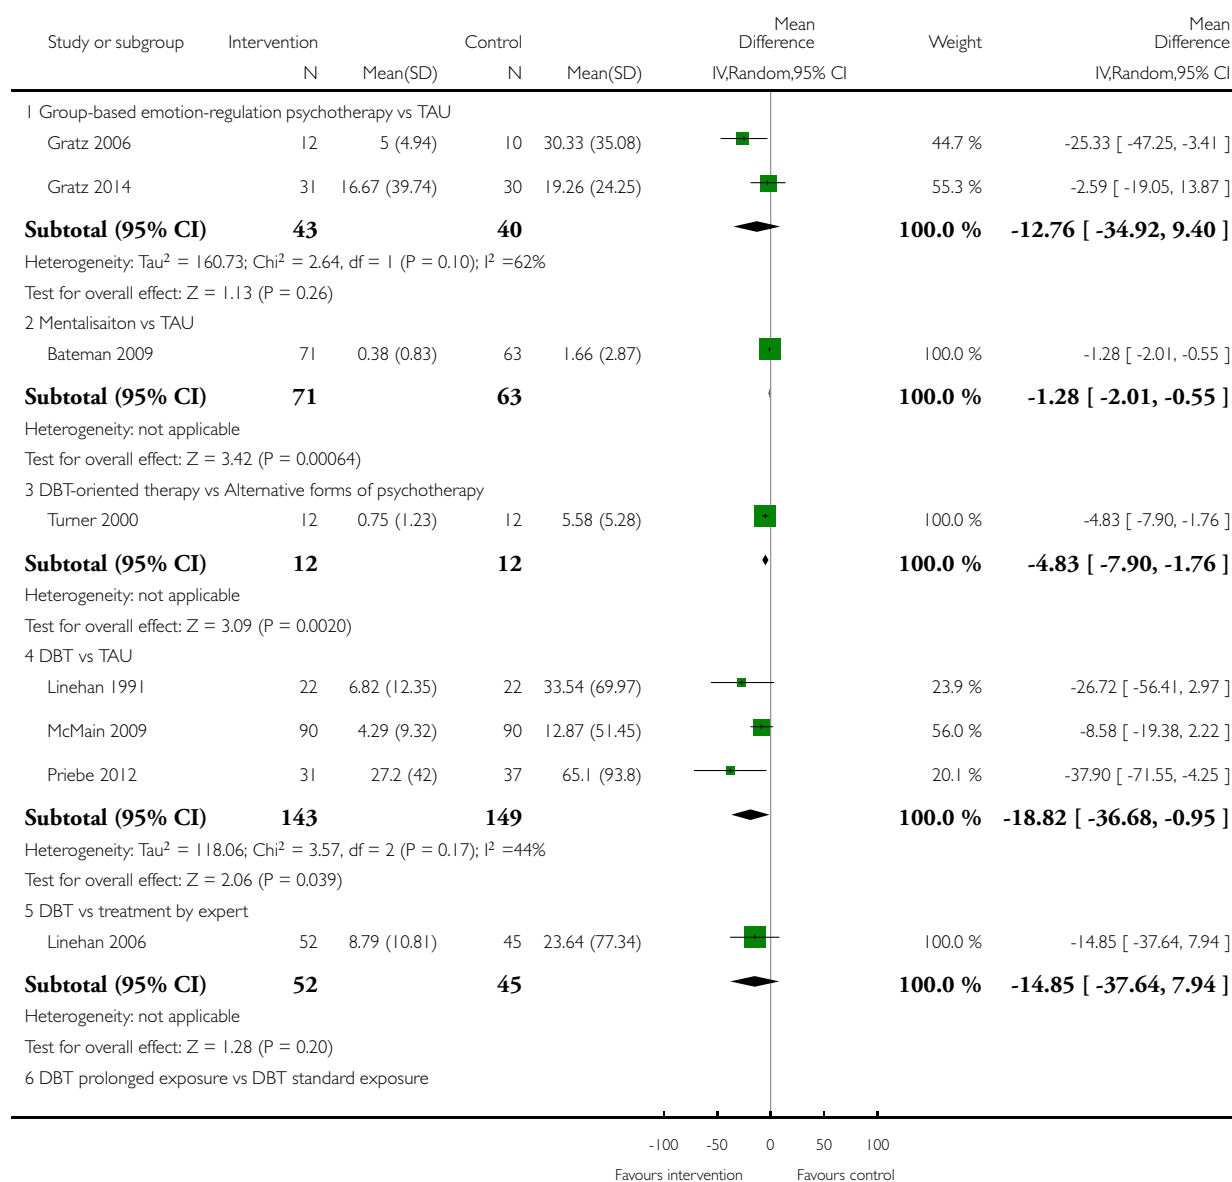 Study or subgroup Intervention Control Mean Difference Weight Mean Difference
N Mean(SD) N Mean(SD) IV,Random,95% CI IV,Random,95% CI
1 Group-based emotion-regulation psychotherapy vs TAU
Gratz 2006 12 5 (4.94) 10 30.33 (35.08) 44.7 % -25.33 [ -47.25, -3.41 ]
Gratz 2014 31 16.67 (39.74) 30 19.26 (24.25) 55.3 % -2.59 [ -19.05, 13.87 ]
Subtotal (95% CI) 43 40 100.0 % -12.76 [ -34.92, 9.40 ]
Heterogeneity: Tau² = 160.73; Chi² = 2.64, df = 1 (P = 0.10); I² =62%
Test for overall effect: Z = 1.13 (P = 0.26)
2 Mentalisaiton vs TAU
Bateman 2009 71 0.38 (0.83) 63 1.66 (2.87) 100.0 % -1.28 [ -2.01, -0.55 ]
Subtotal (95% CI) 71 63 100.0 % -1.28 [ -2.01, -0.55 ]
Heterogeneity: not applicable
Test for overall effect: Z = 3.42 (P = 0.00064)
3 DBT-oriented therapy vs Alternative forms of psychotherapy
Turner 2000 12 0.75 (1.23) 12 5.58 (5.28) 100.0 % -4.83 [ -7.90, -1.76 ]
Subtotal (95% CI) 12 12 100.0 % -4.83 [ -7.90, -1.76 ]
Heterogeneity: not applicable
Test for overall effect: Z = 3.09 (P = 0.0020)
4 DBT vs TAU
Linehan 1991 22 6.82 (12.35) 22 33.54 (69.97) 23.9 % -26.72 [ -56.41, 2.97 ]
McMain 2009 90 4.29 (9.32) 90 12.87 (51.45) 56.0 % -8.58 [ -19.38, 2.22 ]
Priebe 2012 31 27.2 (42) 37 65.1 (93.8) 20.1 % -37.90 [ -71.55, -4.25 ]
Subtotal (95% CI) 143 149 100.0 % -18.82 [ -36.68, -0.95 ]
Heterogeneity: Tau² = 118.06; Chi² = 3.57, df = 2 (P = 0.17); I² =44%
Test for overall effect: Z = 2.06 (P = 0.039)
5 DBT vs treatment by expert
Linehan 2006 52 8.79 (10.81) 45 23.64 (77.34) 100.0 % -14.85 [ -37.64, 7.94 ]
Subtotal (95% CI) 52 45 100.0 % -14.85 [ -37.64, 7.94 ]
Heterogeneity: not applicable
Test for overall effect: Z = 1.28 (P = 0.20)
6 DBT prolonged exposure vs DBT standard exposure
-100 -50 0 50 100
Favours intervention Favours control